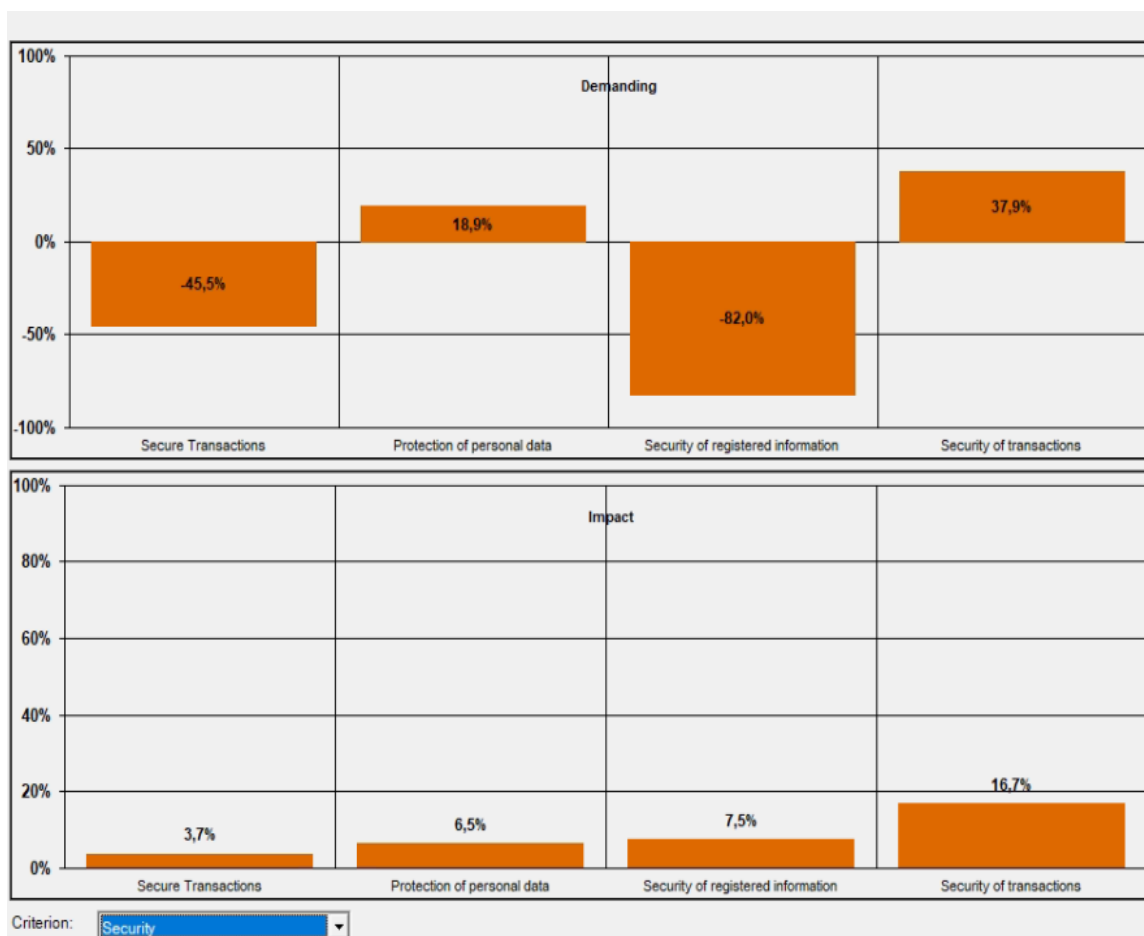 100%
Demanding
50%
37,9%
18,9%
0%
-45,5%
-82,0%
-50%
-100%
Secure Transactions
Protection of personal data
Security of registered information
Security of transactions
100%
Impact
80%
60%
40%
20%
16,7%
7,5%
6,5%
3,7%
0%
Secure Transactions
Protection of personal data
Security of registered information
Security of transactions
Criterion:
Security